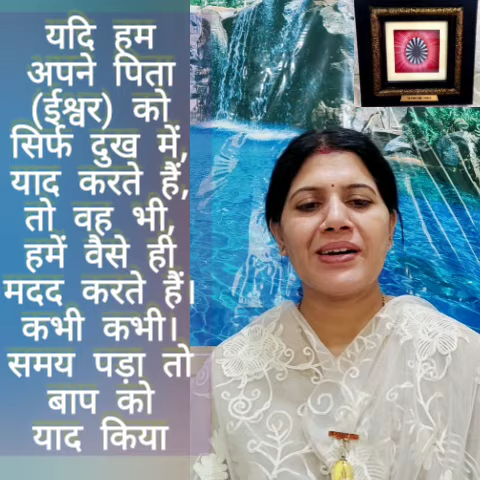 यदि हम
अपने पिता
(ईश्वर) को
सिर्फ दुख में,
याद करते हैं,
तो वह भी,
हमें वैसे ही
मदद करते हैं।
कभी कभी।
समय पड़ा तो
बाप को
याद किया